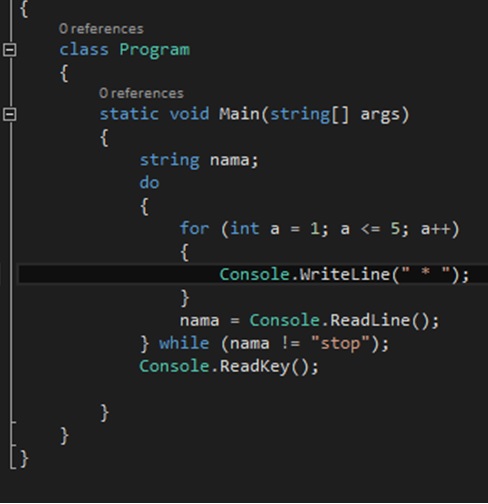 {
0 references
class Program
{
0 references
static void Main(string[] args)
{
string nama;
do
{
for (int a = 1; a <= 5; a++)
{
Console.WriteLine(" * ");
}
nama = Console.ReadLine();
} while (nama != "stop");
Console.ReadKey();
}
}
}